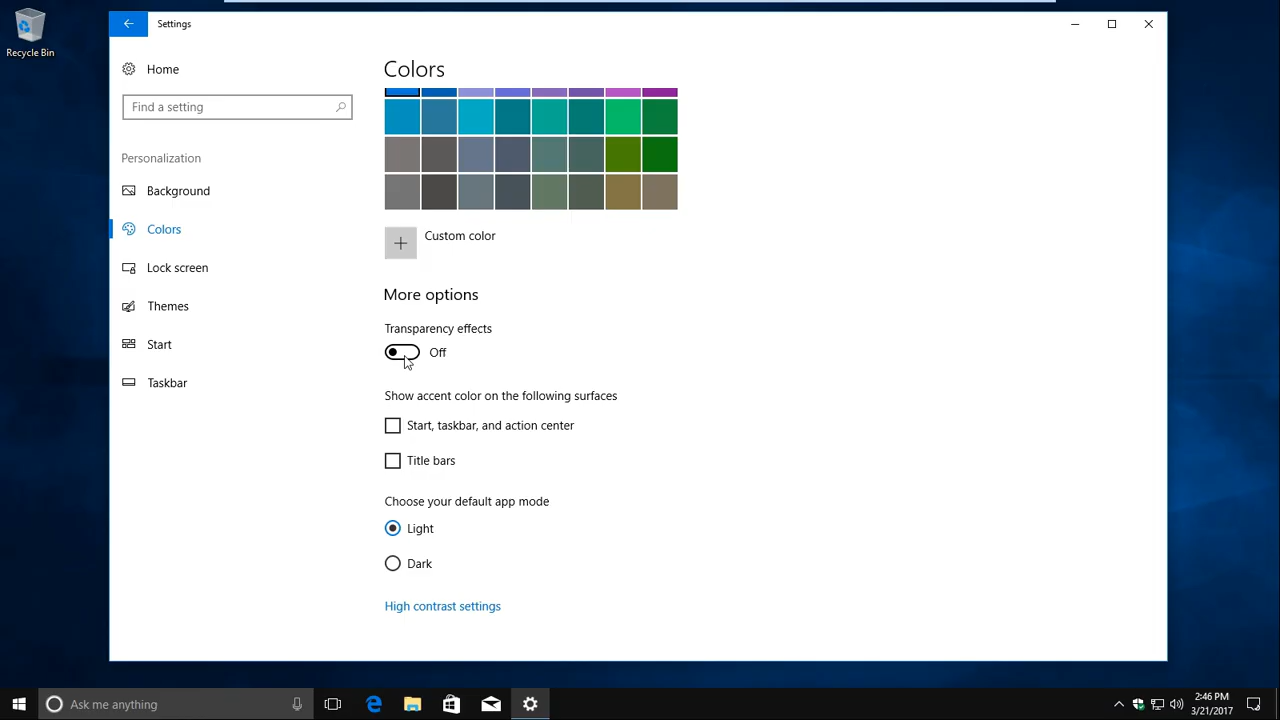 Recycle Bin
Settings
Home
Find a setting
Personalization
Background
Colors
Lock screen
Themes
Start
Taskbar
Colors
Custom color
More options
Transparency effects
Off
Show accent color on the following surfaces
Start, taskbar, and action center
Title bars
Choose your default app mode
Light
Dark
High contrast settings
Ask me anything
2:46 PM
3/21/2017